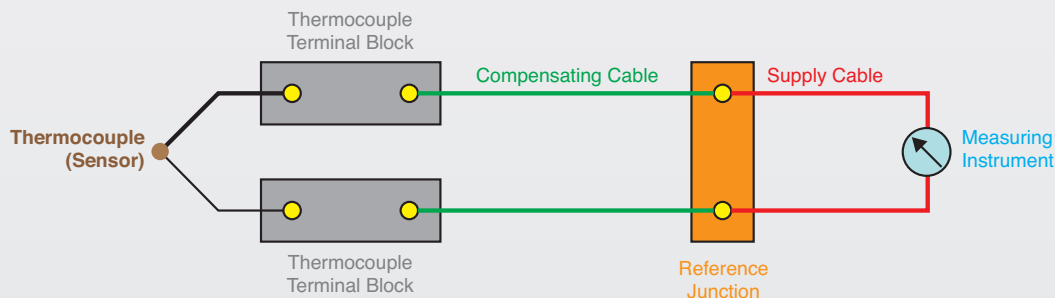 Thermocouple
Terminal Block
Compensating Cable
Supply Cable
Thermocouple
(Sensor)
Measuring
Instrument
Thermocouple
Terminal Block
Reference
Junction